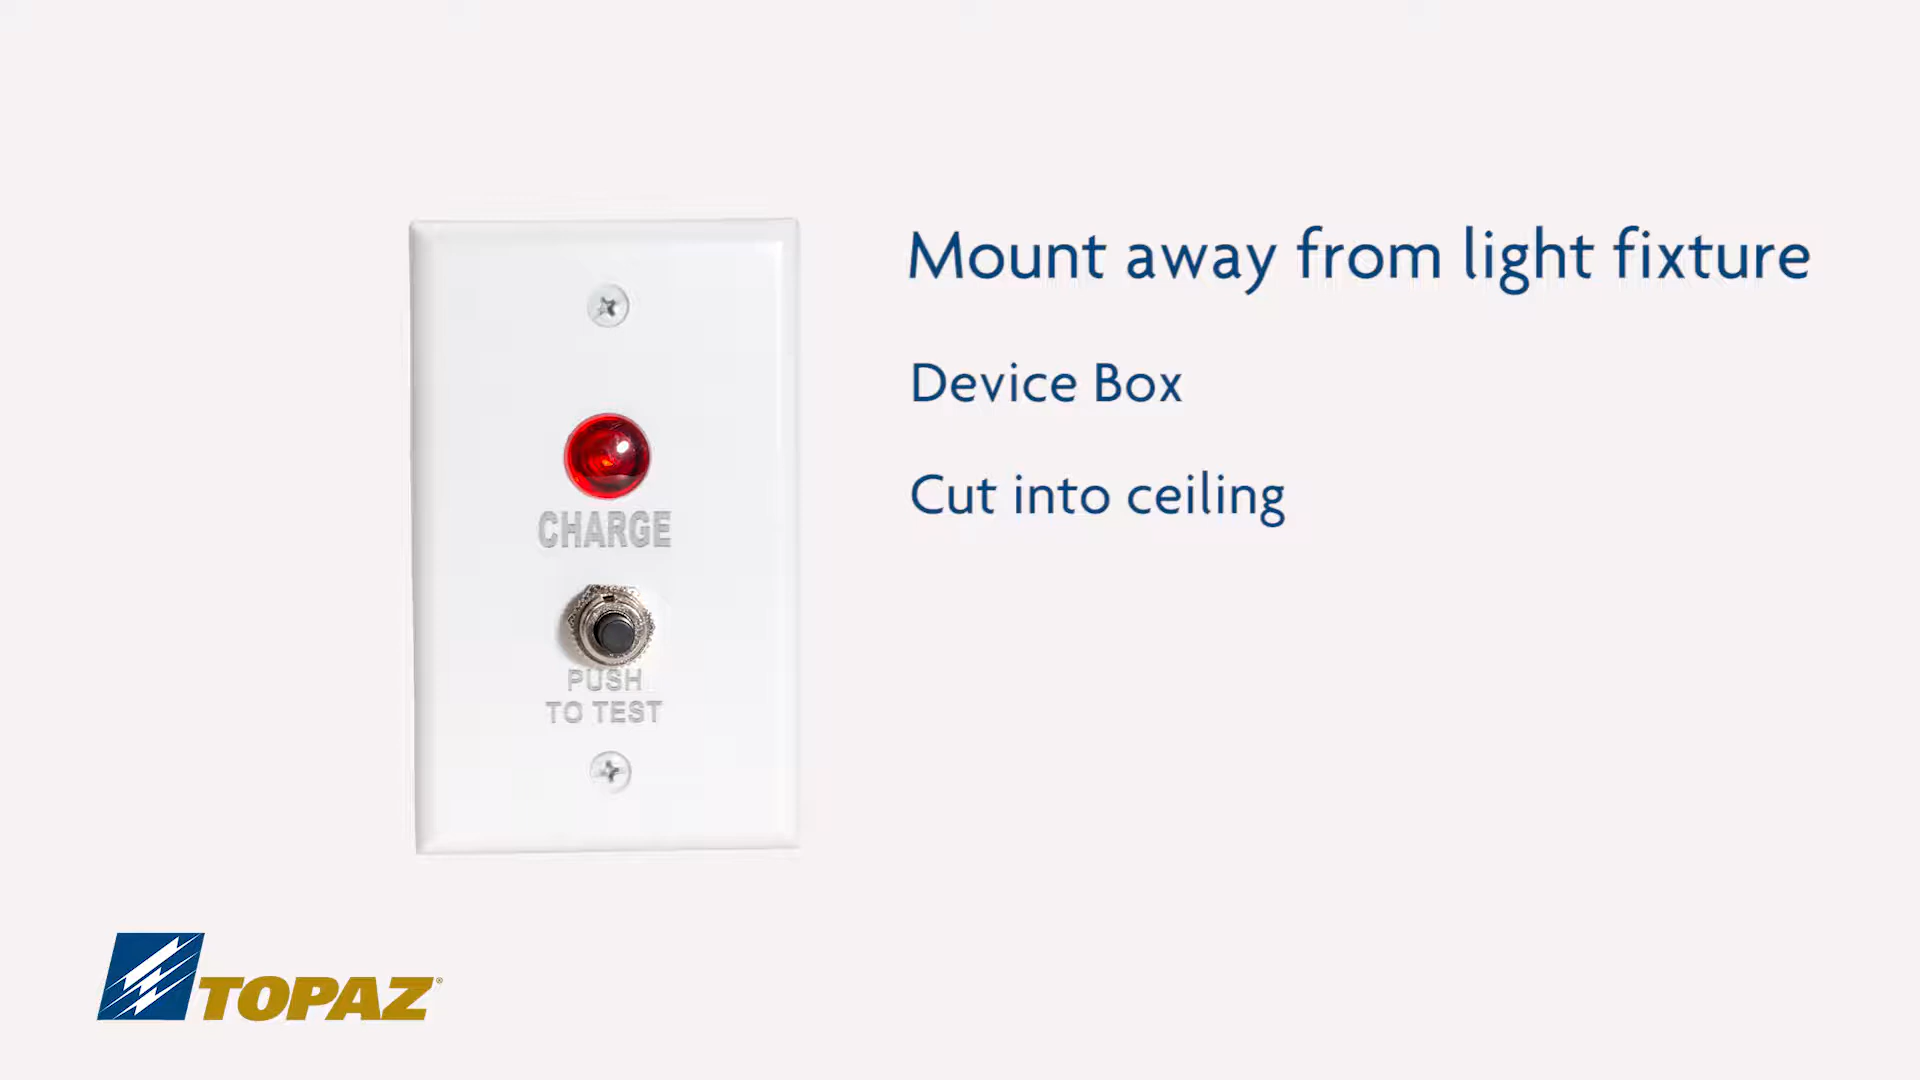 Mount away from light fixture
Device Box
Cut into ceiling
CHARGE
PUSH
TO TEST
TOPAZ®